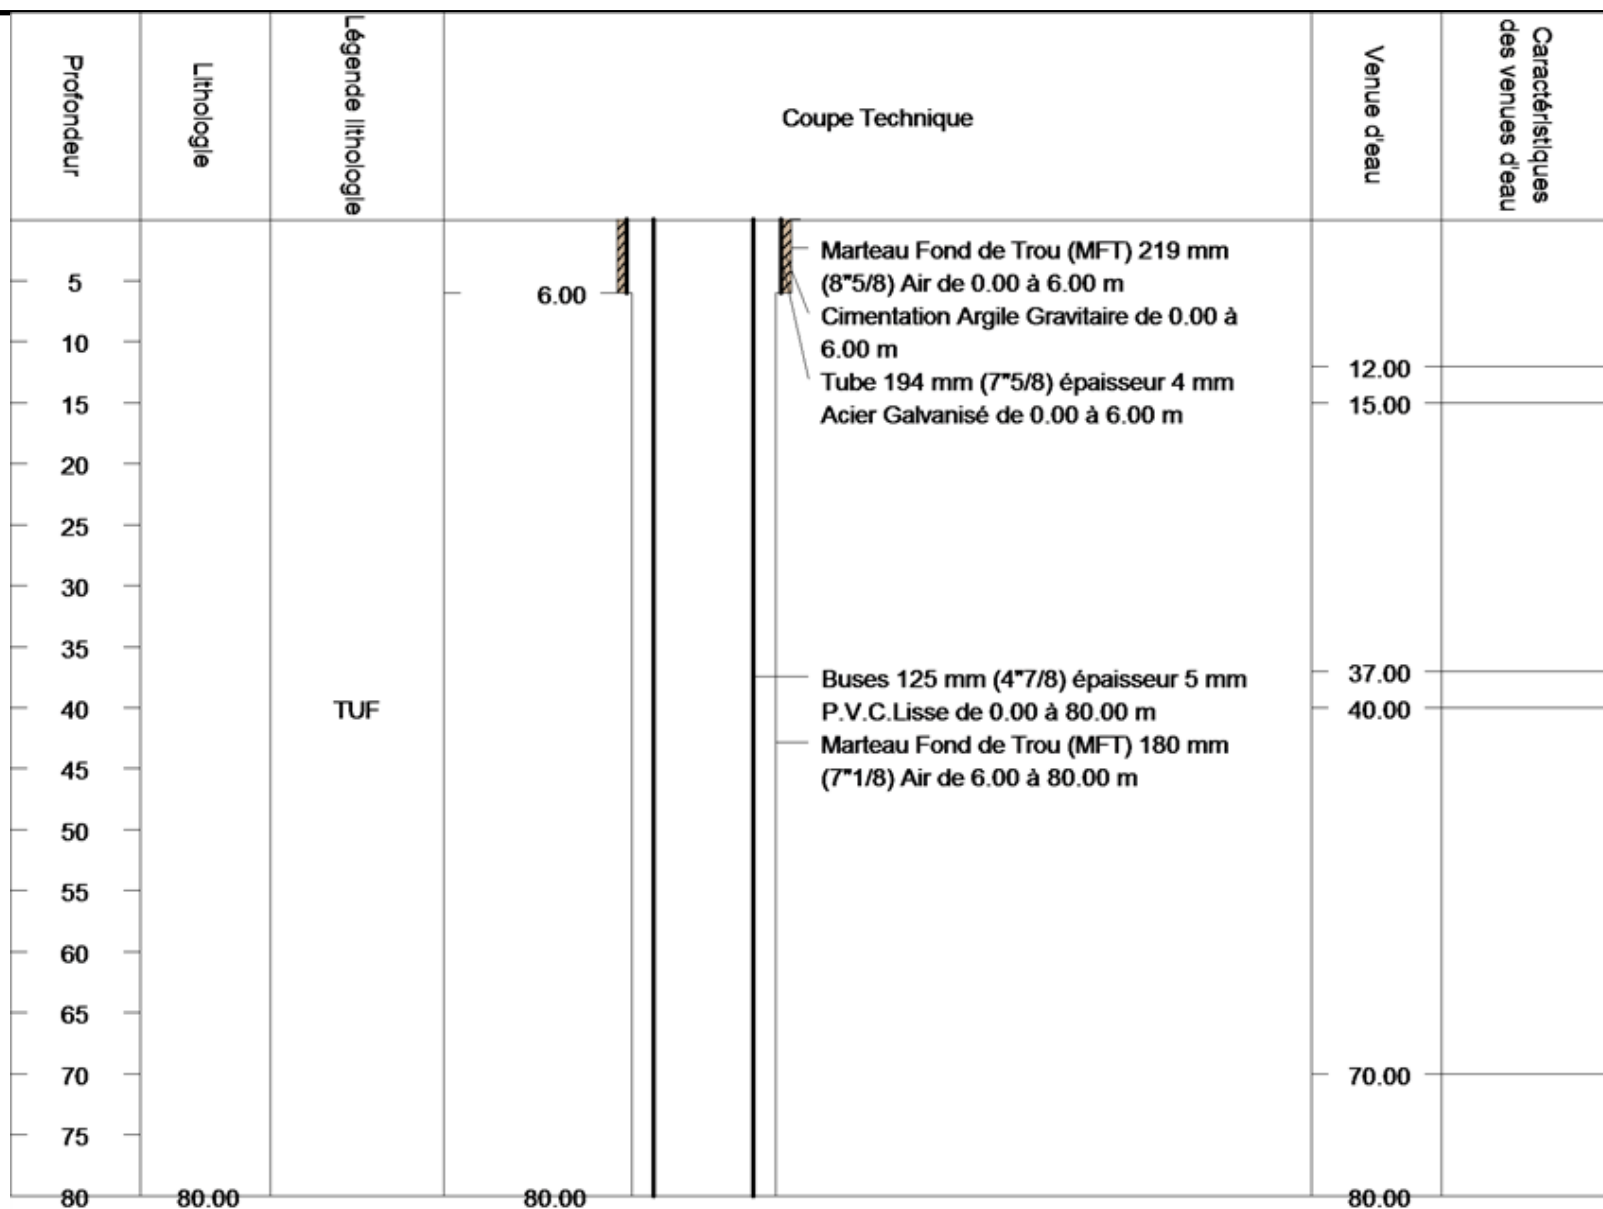 Profondeur
Lithologie
Légende lithologie
Coupe Technique
Venue d'eau
Caractéristiques
des venues d'eau
Marteau Fond de Trou (MFT) 219 mm
(8"5/8) Air de 0.00 à 6.00 m
Cimentation Argile Gravitaire de 0.00 à
6.00 m
Tube 194 mm (7"5/8) épaisseur 4 mm
Acier Galvanisé de 0.00 à 6.00 m
5
6.00
10
12.00
15
15.00
20
25
30
35
37.00
Buses 125 mm (4"7/8) épaisseur 5 mm
P.V.C.Lisse de 0.00 à 80.00 m
40
TUF
40.00
Marteau Fond de Trou (MFT) 180 mm
(7"1/8) Air de 6.00 à 80.00 m
45
50
55
60
65
70
70.00
75
80
80.00
80.00
80.00